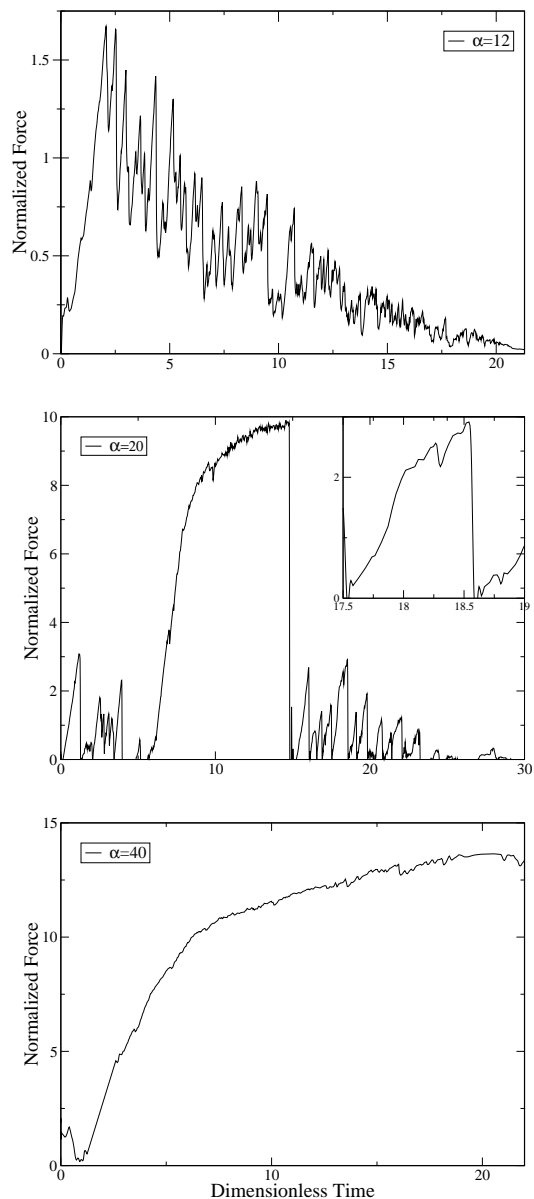 α=12
Normalized Force
1.5
1
0.5
0
0 5 10 15 20
α=20
Normalized Force
10
8
6
4
2
0
0 10 20 30
2
0
17.5 18 18.5 19
α=40
Normalized Force
15
10
5
0
0 10 20
Dimensionless Time